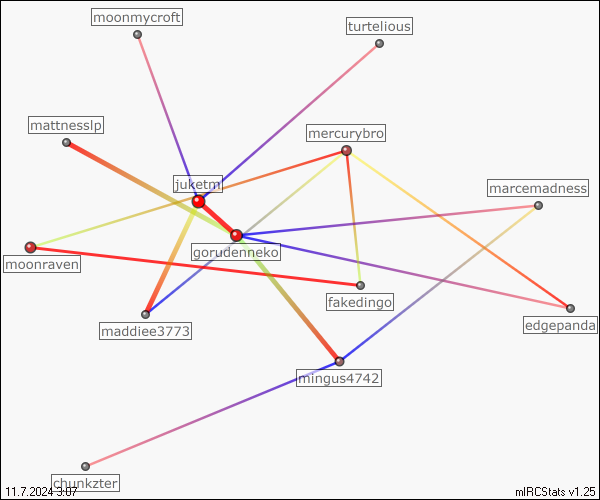 moonmycroft
turtelious
mattnesslp
mercurybro
juketm
marcemadness
gorudenneko
moonraven
fakedingo
maddiee3773
edgepanda
mingus4742
chunkzter
11.7.2024 3:07
mIRCStats v1.25